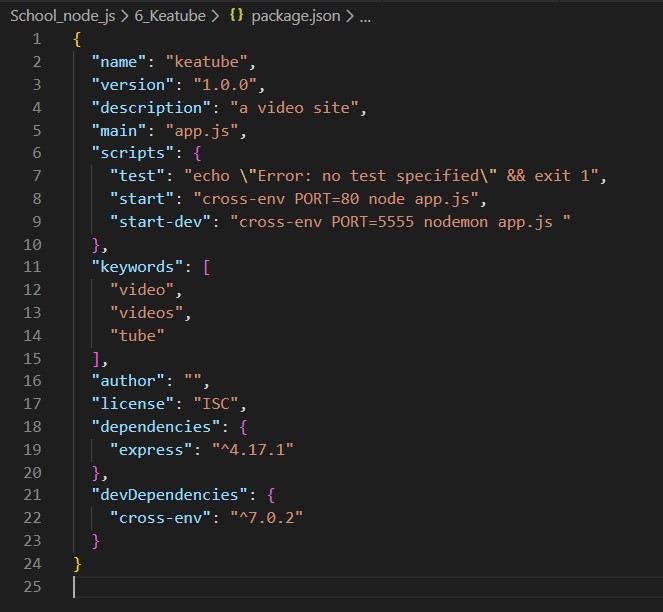 School_node_js > 6_Keatube > {} package.json > ...
1 {
2 "name": "keatube",
3 "version": "1.0.0",
4 "description": "a video site",
5 "main": "app.js",
6 "scripts": {
7 "test": "echo \"Error: no test specified\" && exit 1",
8 "start": "cross-env PORT=80 node app.js",
9 "start-dev": "cross-env PORT=5555 nodemon app.js "
10 },
11 "keywords": [
12 "video",
13 "videos",
14 "tube"
15 ],
16 "author": "",
17 "license": "ISC",
18 "dependencies": {
19 "express": "^4.17.1"
20 },
21 "devDependencies": {
22 "cross-env": "^7.0.2"
23 }
24 }
25